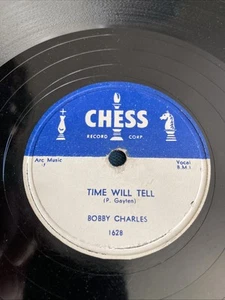 CHESS
RECORD CORP
Arc Music
Vocal
B.M.I.
TIME WILL TELL
(P. Gayten)
BOBBY CHARLES
1628